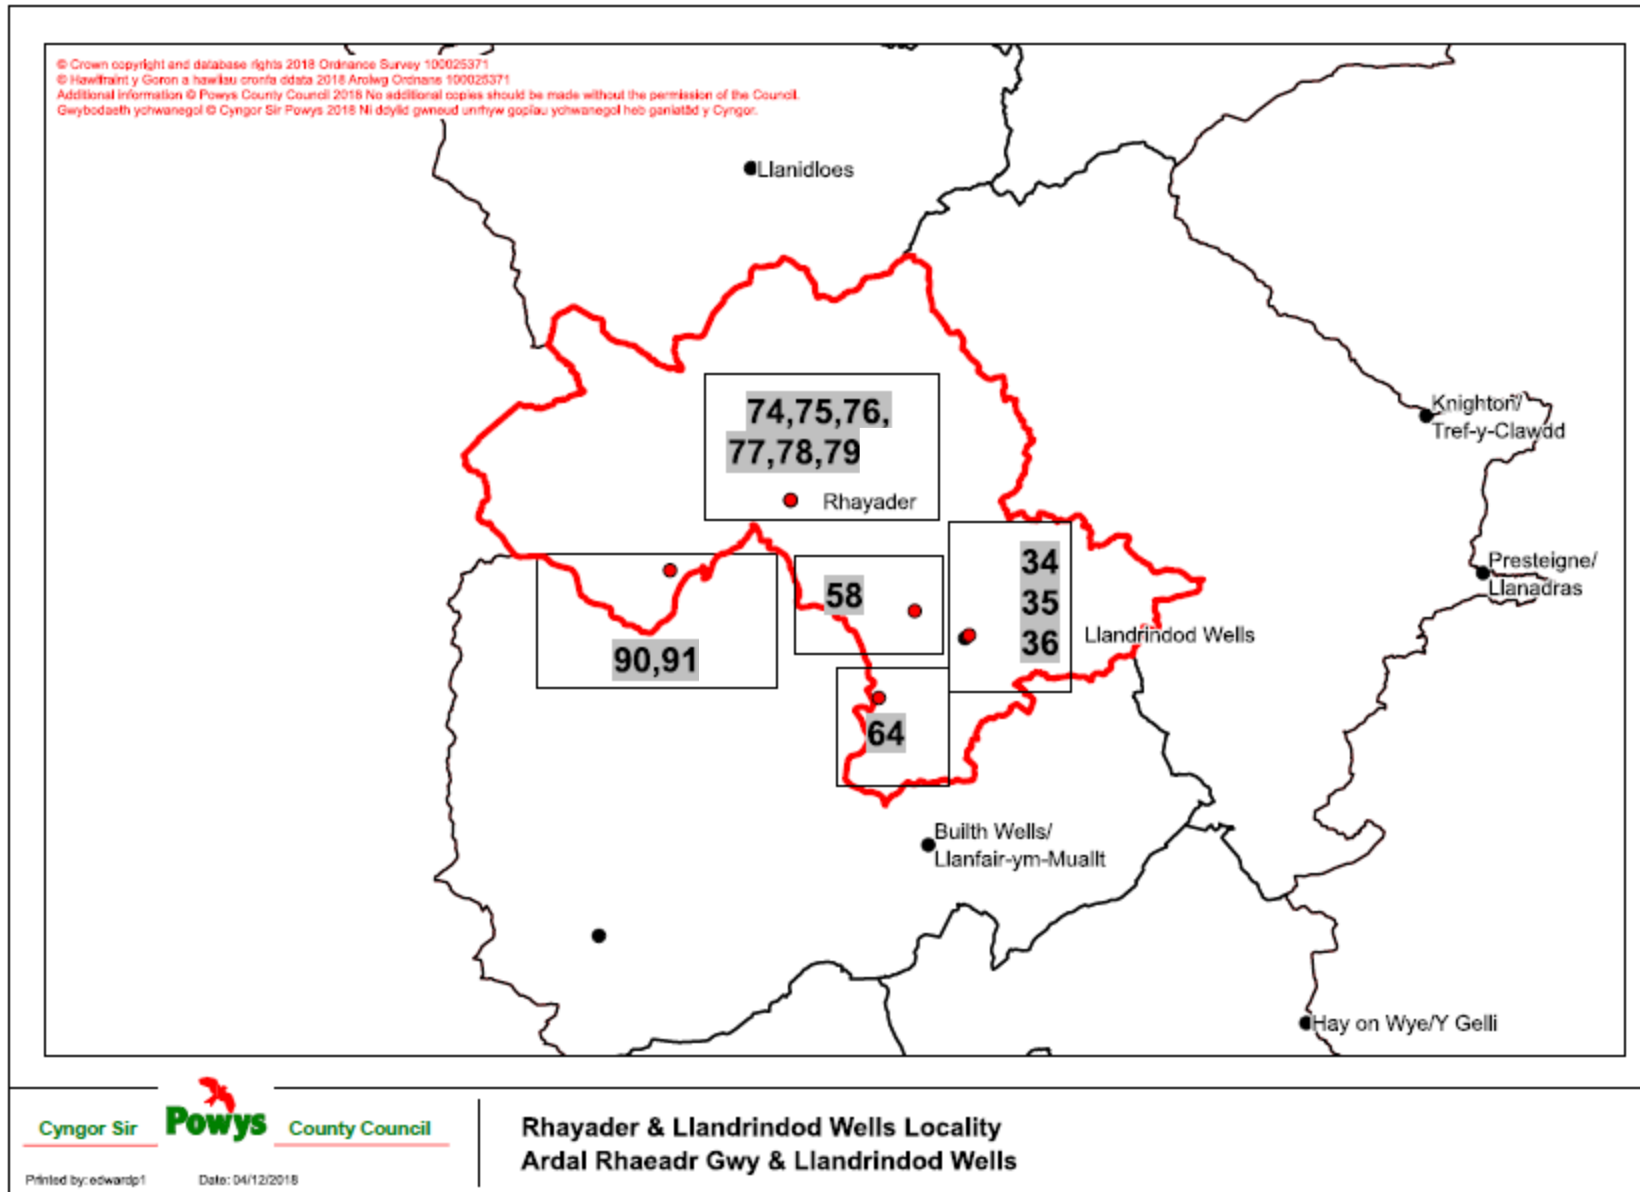 © Crown copyright and database rights 2018 Ordnance Survey 100025371
© Hawlfraint y Goron a hawliau cronfa ddata 2018 Arolwg Ordnans 100025371
Additional information © Powys County Council 2018 No additional copies should be made without the permission of the Council.
Gwybodaeth ychwanegol © Cyngor Sir Powys 2018 Ni ddylid gwneud unrhyw gopïau ychwanegol heb ganiatâd y Cyngor.
Llanidloes
74,75,76,
77,78,79
Rhayader
Knighton/
Tref-y-Clawdd
Presteigne/
Llanadras
34
35
36
58
Llandrindod Wells
90,91
64
Builth Wells/
Llanfair-ym-Muallt
Hay on Wye/Y Gelli
Cyngor Sir Powys County Council
Printed by: edwardp1 Date: 04/12/2018
Rhayader & Llandrindod Wells Locality
Ardal Rhaeadr Gwy & Llandrindod Wells